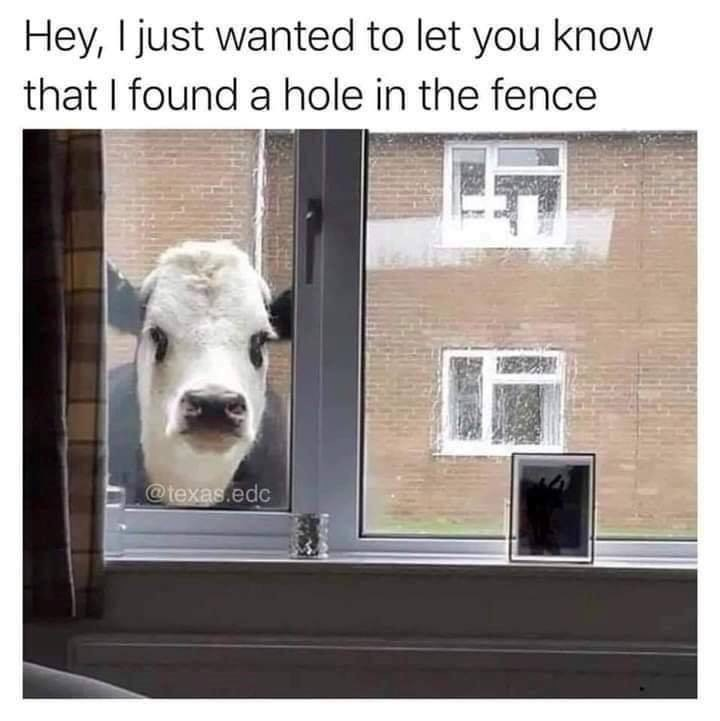 Hey, I just wanted to let you know
that I found a hole in the fence
@texas.edc